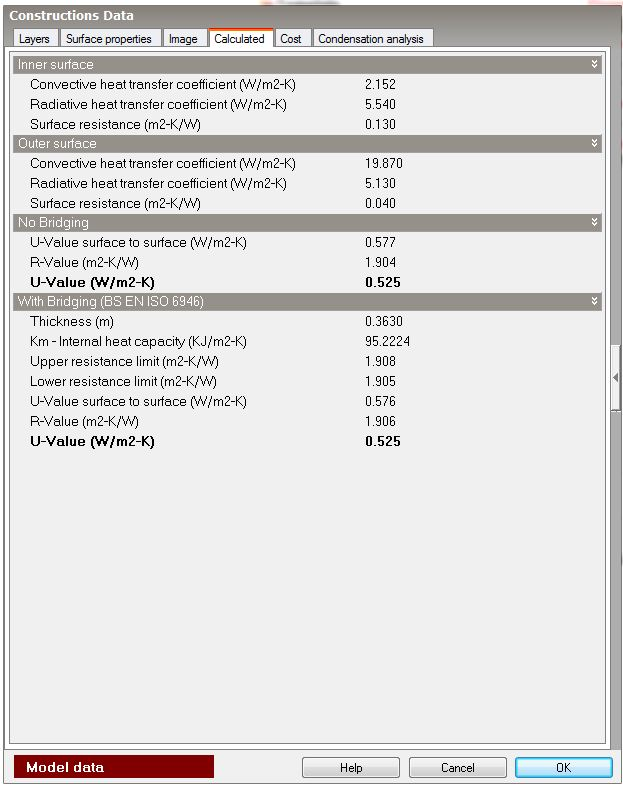 Constructions Data
Layers Surface properties Image Calculated Cost Condensation analysis
Inner surface
Convective heat transfer coefficient (W/m2-K) 2.152
Radiative heat transfer coefficient (W/m2-K) 5.540
Surface resistance (m2-K/W) 0.130
Outer surface
Convective heat transfer coefficient (W/m2-K) 19.870
Radiative heat transfer coefficient (W/m2-K) 5.130
Surface resistance (m2-K/W) 0.040
No Bridging
U-Value surface to surface (W/m2-K) 0.577
R-Value (m2-K/W) 1.904
U-Value (W/m2-K) 0.525
With Bridging (BS EN ISO 6946)
Thickness (m) 0.3630
Km - Internal heat capacity (KJ/m2-K) 95.2224
Upper resistance limit (m2-K/W) 1.908
Lower resistance limit (m2-K/W) 1.905
U-Value surface to surface (W/m2-K) 0.576
R-Value (m2-K/W) 1.906
U-Value (W/m2-K) 0.525
Model data Help Cancel OK